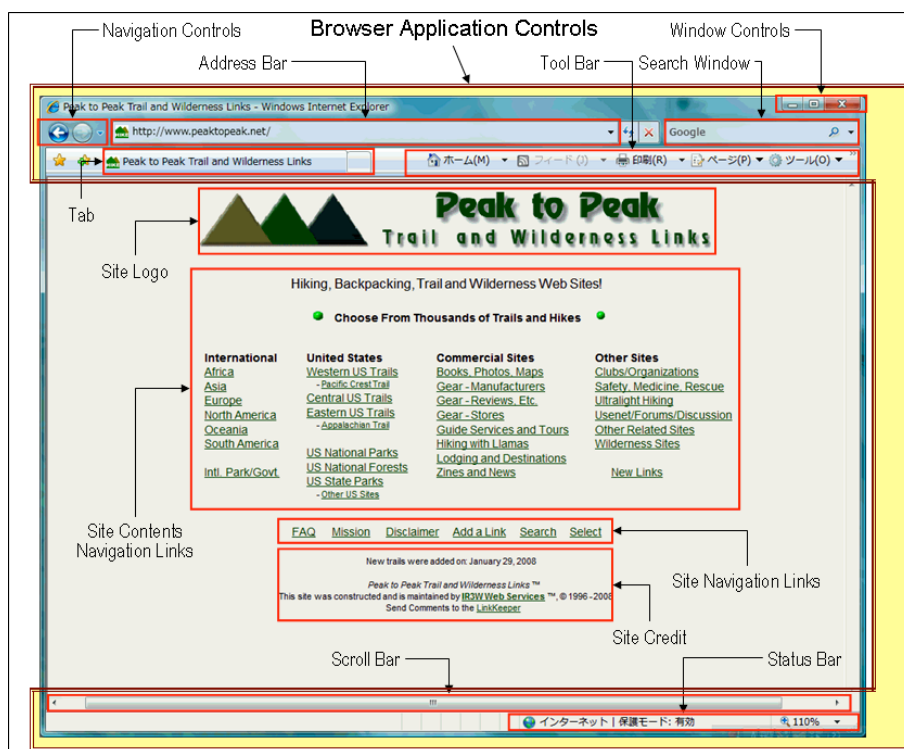 Navigation Controls
Browser Application Controls
Window Controls
Address Bar
Tool Bar
Search Window
Peak to Peak Trail and Wilderness Links - Windows Internet Explorer
http://www.peaktopeak.net/
Google
Peak to Peak Trail and Wilderness Links
ホーム(M)
フィード(J)
印刷(R)
ページ(P)
ツール(O)
Tab
Peak to Peak
Trail and Wilderness Links
Site Logo
Hiking, Backpacking, Trail and Wilderness Web Sites!
Choose From Thousands of Trails and Hikes
International
Africa
Asia
Europe
North America
Oceania
South America
Intl. Park/Govt.
United States
Western US Trails
- Pacific Crest Trail
Central US Trails
Eastern US Trails
- Appalachian Trail
US National Parks
US National Forests
US State Parks
- Other US Sites
Commercial Sites
Books, Photos, Maps
Gear - Manufacturers
Gear - Reviews, Etc.
Gear - Stores
Guide Services and Tours
Hiking with Llamas
Lodging and Destinations
Zines and News
Other Sites
Clubs/Organizations
Safety, Medicine, Rescue
Ultralight Hiking
Usenet/Forums/Discussion
Other Related Sites
Wilderness Sites
New Links
Site Contents
Navigation Links
FAQ Mission Disclaimer Add a Link Search Select
New trails were added on: January 29, 2008
Peak to Peak Trail and Wilderness Links ™
This site was constructed and is maintained by IR3W Web Services ™, © 1996 - 2008
Send Comments to the LinkKeeper
Site Navigation Links
Site Credit
Scroll Bar
Status Bar
インターネット | 保護モード: 有効
110%